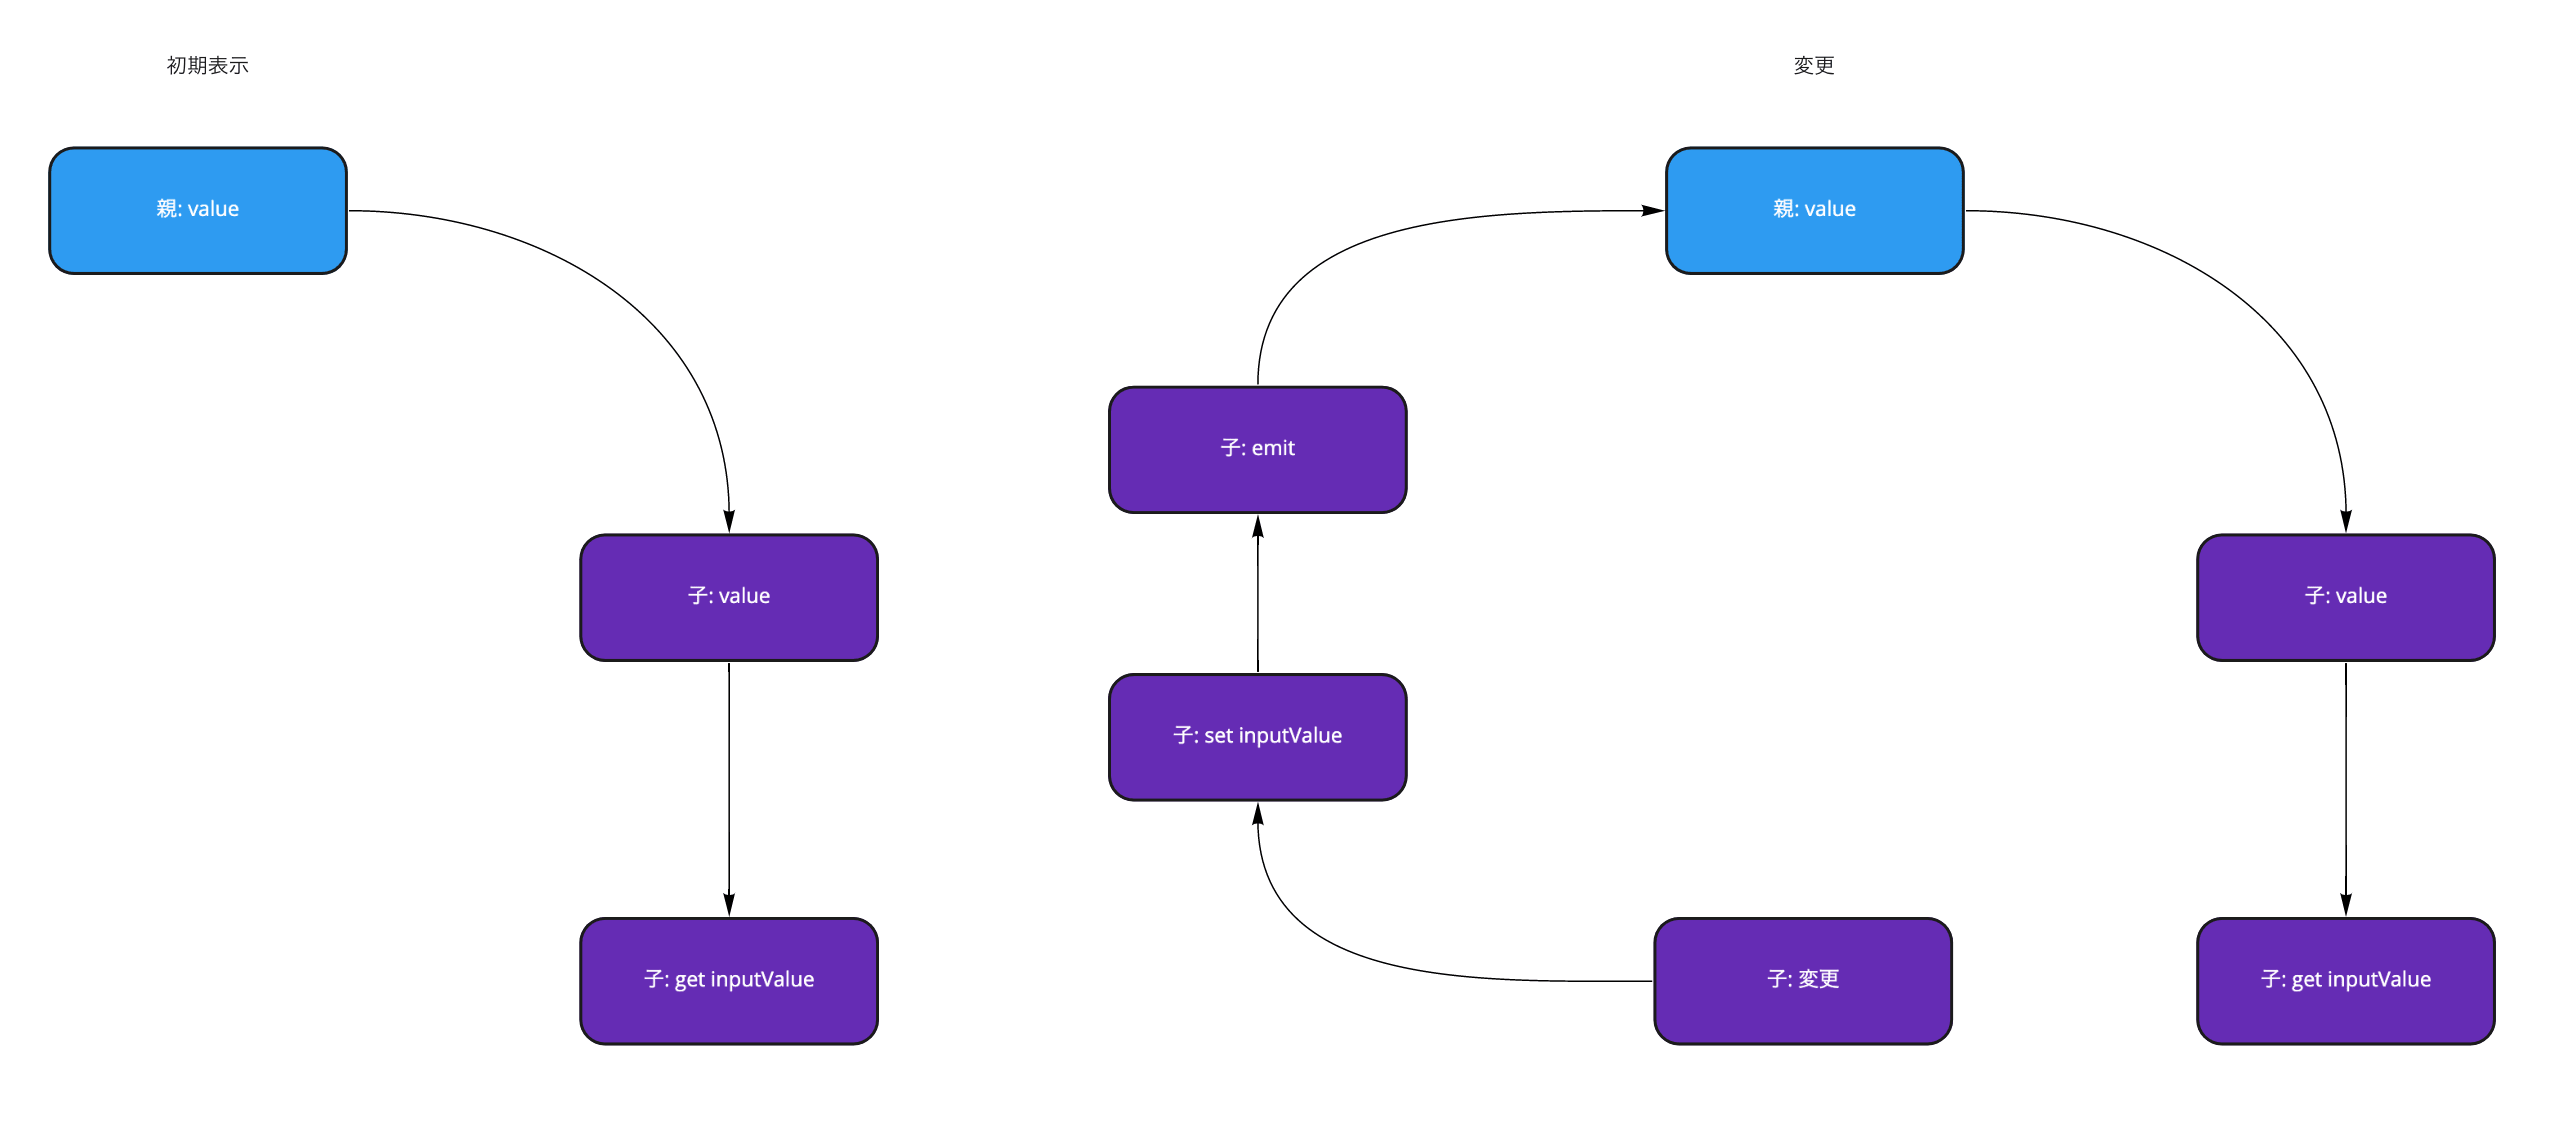 初期表示
親: value
子: value
子: get inputValue
変更
親: value
子: emit
子: value
子: set inputValue
子: 変更
子: get inputValue